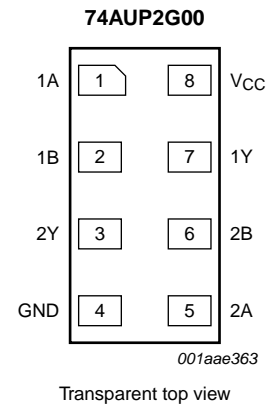 74AUP2G00
1A 1 8 VCC
1B 2 7 1Y
2Y 3 6 2B
GND 4 5 2A
001aae363
Transparent top view